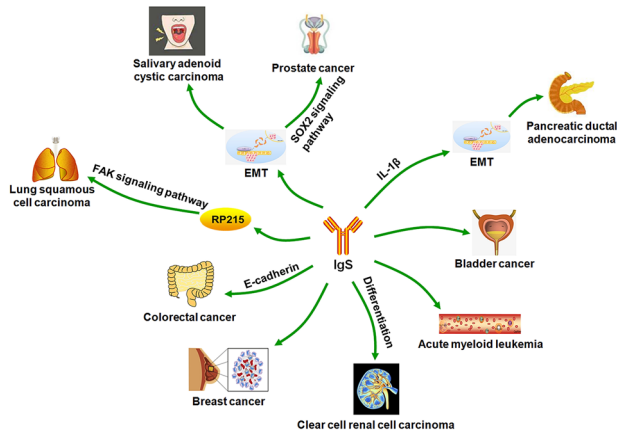 Salivary adenoid
cystic carcinoma
Prostate cancer
SOX2 signaling
pathway
EMT
IL-1β
EMT
Pancreatic ductal
adenocarcinoma
Lung squamous
cell carcinoma
FAK signaling pathway
RP215
IgS
Bladder cancer
E-cadherin
Colorectal cancer
Differentiation
Acute myeloid leukemia
Breast cancer
Clear cell renal cell carcinoma